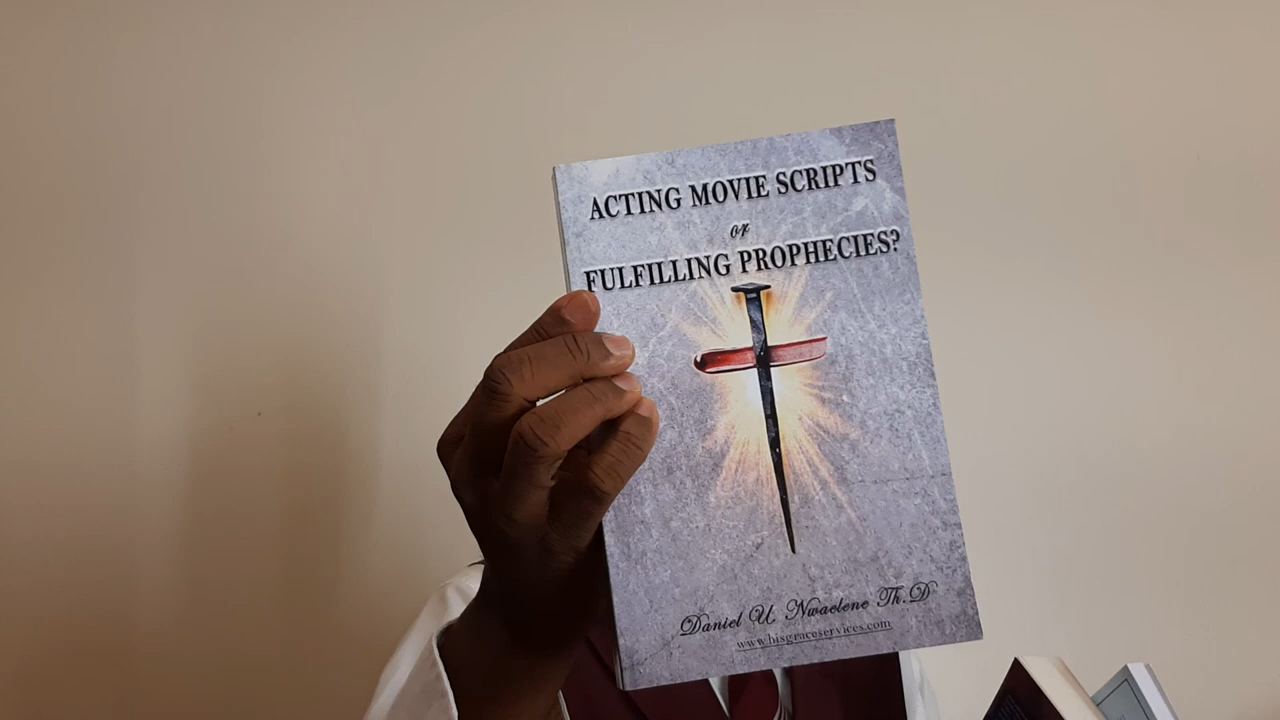 ACTING MOVIE SCRIPTS
or
FULFILLING PROPHECIES?
Daniel U. Nwaelene Th.D
www.hisgraceservices.com